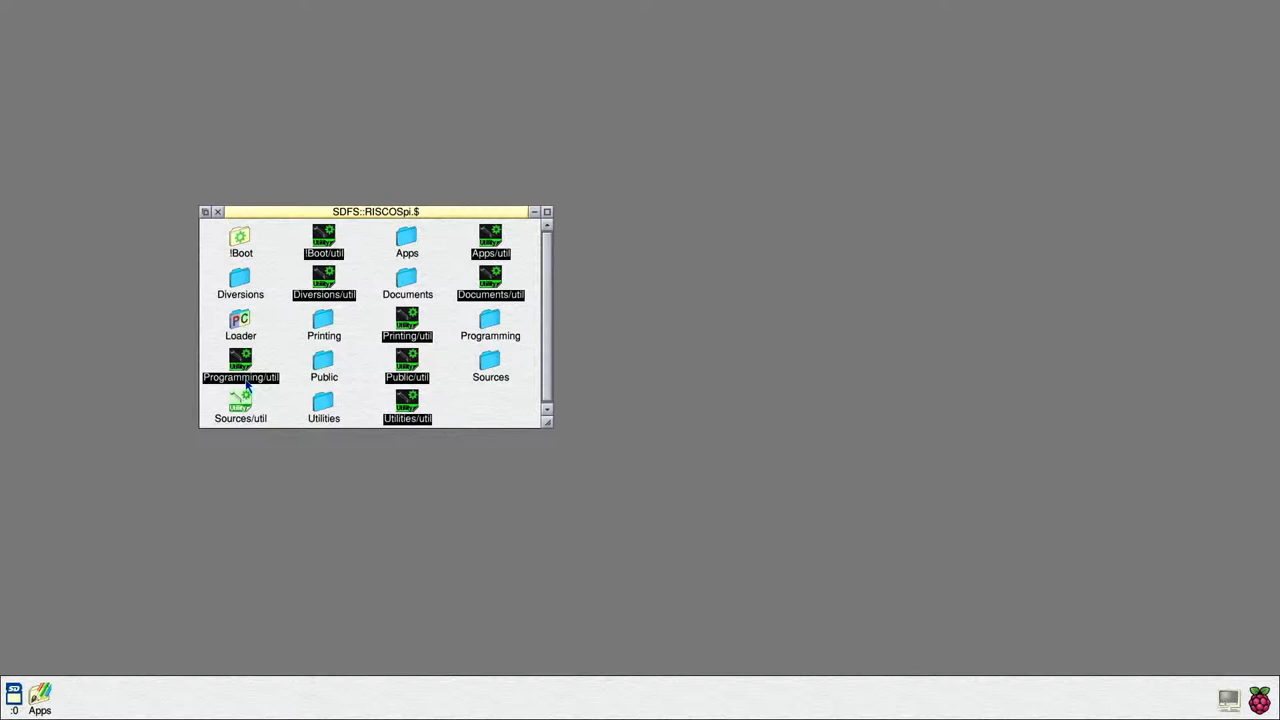 SDFS::RISCOSpi.$
!Boot
!Boot/util
Apps
Apps/util
Diversions
Diversions/util
Documents
Documents/util
Loader
Printing
Printing/util
Programming
Programming/util
Public
Public/util
Sources
Sources/util
Utilities
Utilities/util
:0
Apps